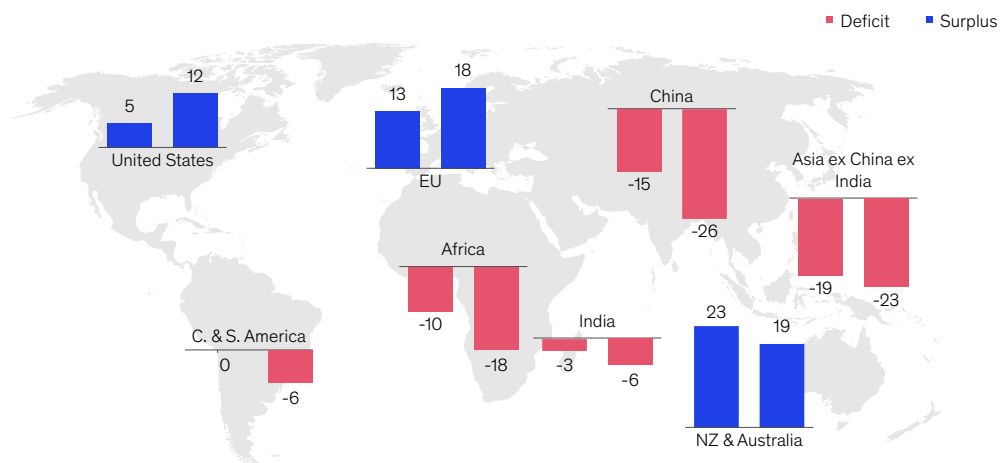 Deficit
Surplus
5
12
United States
13
18
EU
China
-15
-26
Asia ex China ex
India
-19
-23
Africa
-10
-18
India
-3
-6
C. & S. America
0
-6
23
19
NZ & Australia